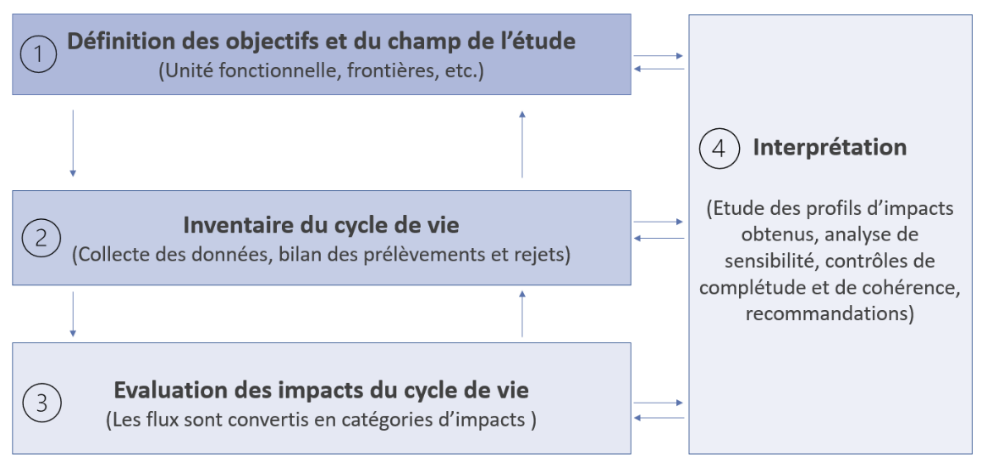 1
Définition des objectifs et du champ de l’étude
(Unité fonctionnelle, frontières, etc.)
2
Inventaire du cycle de vie
(Collecte des données, bilan des prélèvements et rejets)
3
Evaluation des impacts du cycle de vie
(Les flux sont convertis en catégories d’impacts )
4
Interprétation
(Etude des profils d’impacts
obtenus, analyse de
sensibilité, contrôles de
complétude et de cohérence,
recommandations)